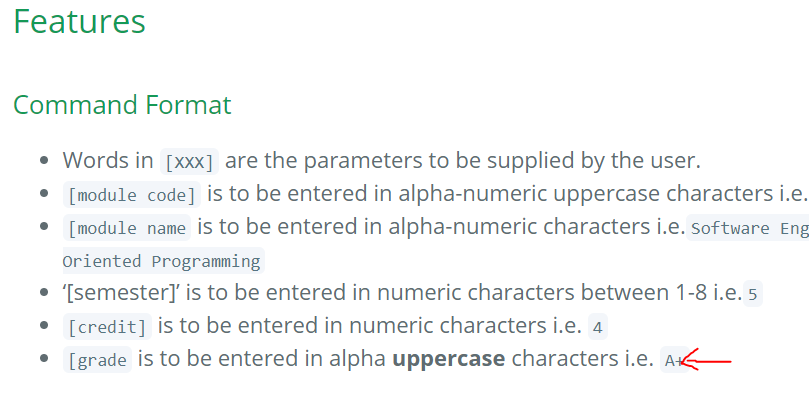 Features
Command Format
Words in [xxx] are the parameters to be supplied by the user.
[module code] is to be entered in alpha-numeric uppercase characters i.e.
[module name is to be entered in alpha-numeric characters i.e. Software Eng
Oriented Programming
‘[semester]’ is to be entered in numeric characters between 1-8 i.e. 5
[credit] is to be entered in numeric characters i.e. 4
[grade is to be entered in alpha uppercase characters i.e. A+